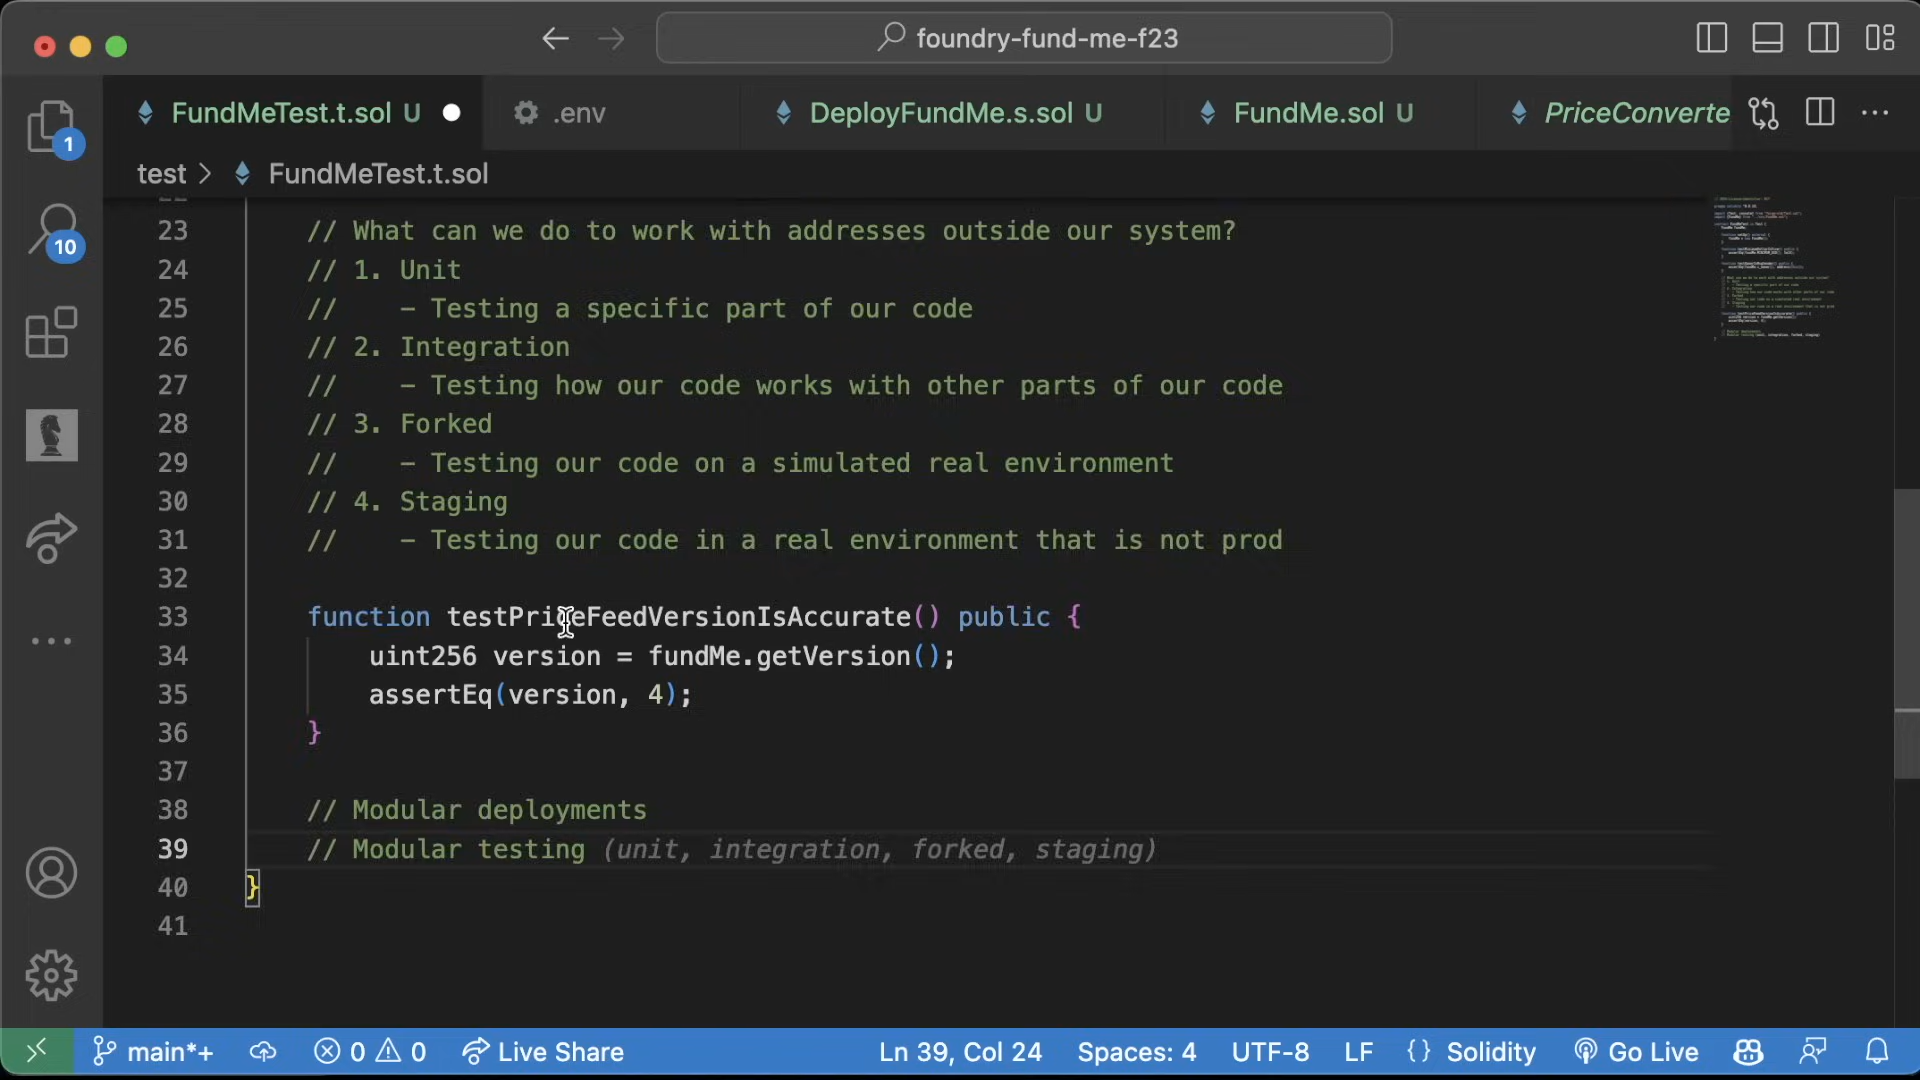 foundry-fund-me-f23
FundMeTest.t.sol U
.env
DeployFundMe.s.sol U
FundMe.sol U
PriceConverte
test > FundMeTest.t.sol
1
10
23 // What can we do to work with addresses outside our system?
24 // 1. Unit
25 //    - Testing a specific part of our code
26 // 2. Integration
27 //    - Testing how our code works with other parts of our code
28 // 3. Forked
29 //    - Testing our code on a simulated real environment
30 // 4. Staging
31 //    - Testing our code in a real environment that is not prod
32
33 function testPriceFeedVersionIsAccurate() public {
34     uint256 version = fundMe.getVersion();
35     assertEq(version, 4);
36 }
37
38 // Modular deployments
39 // Modular testing (unit, integration, forked, staging)
40 }
41
main*+ 0 0 Live Share Ln 39, Col 24 Spaces: 4 UTF-8 LF {} Solidity Go Live